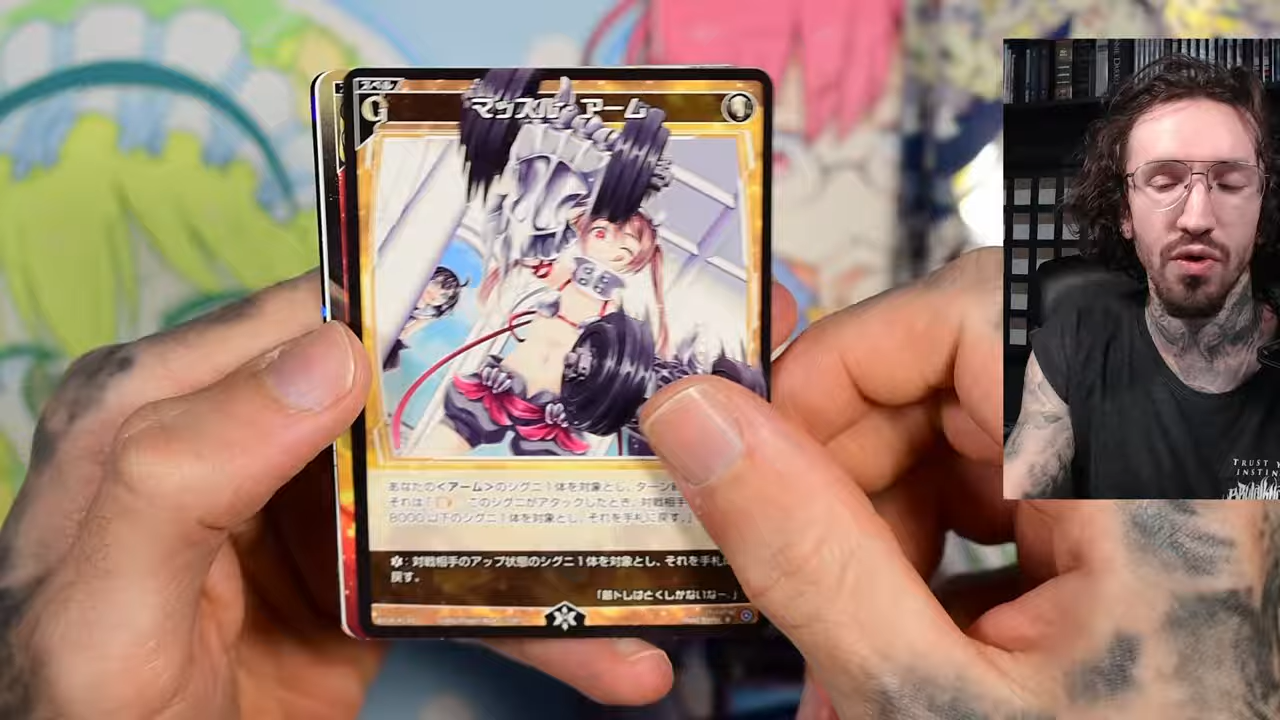 スペル
G
マッスル・アーム
あなたの<アーム>のシグニ1体を対象とし、ターン
それは「 このシグニがアタックしたとき、対戦相手
8000以下のシグニ1体を対象とし、それを手札に戻す。」
：対戦相手のアップ状態のシグニ1体を対象とし、それを手札
戻す。
「筋トレはとくしかないなー。」
TRUST
INSTIN